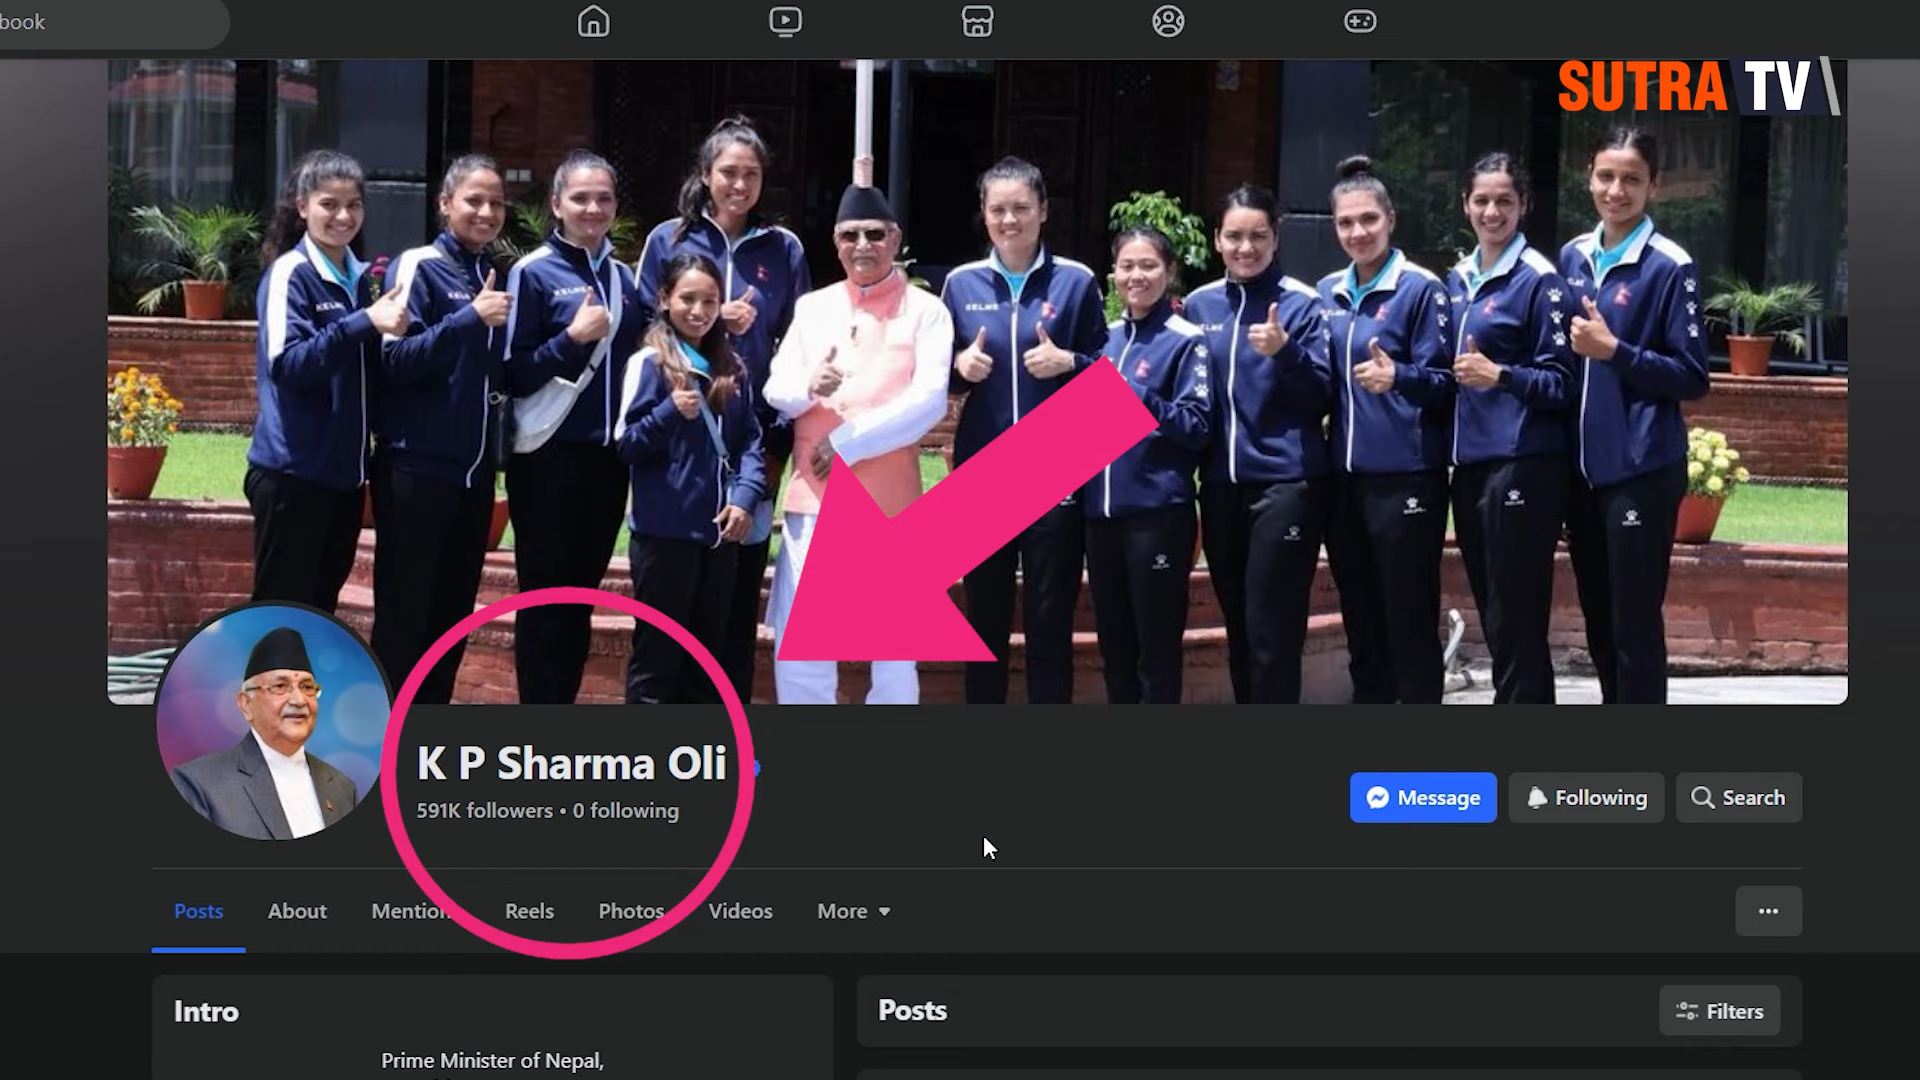 book
SUTRA TV
KELME
K P Sharma Oli
591K followers • 0 following
Message
Following
Search
Posts
About
Reels
Photos
Videos
More
Intro
Prime Minister of Nepal,
Posts
Filters